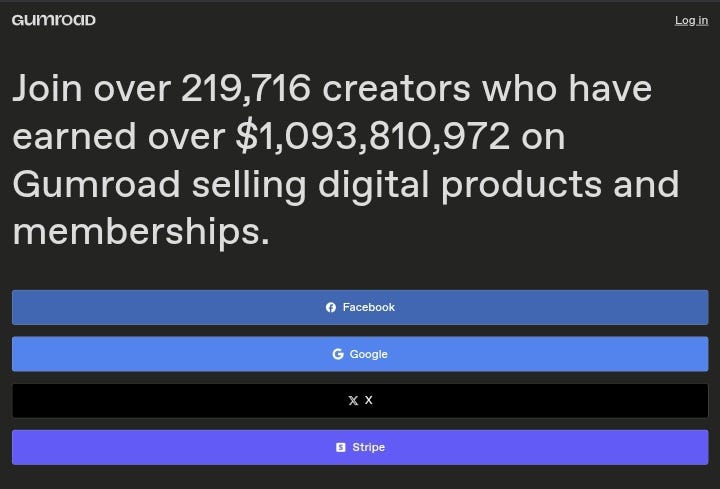 GUMROAD
Log in
Join over 219,716 creators who have
earned over $1,093,810,972 on
Gumroad selling digital products and
memberships.
Facebook
Google
X
Stripe